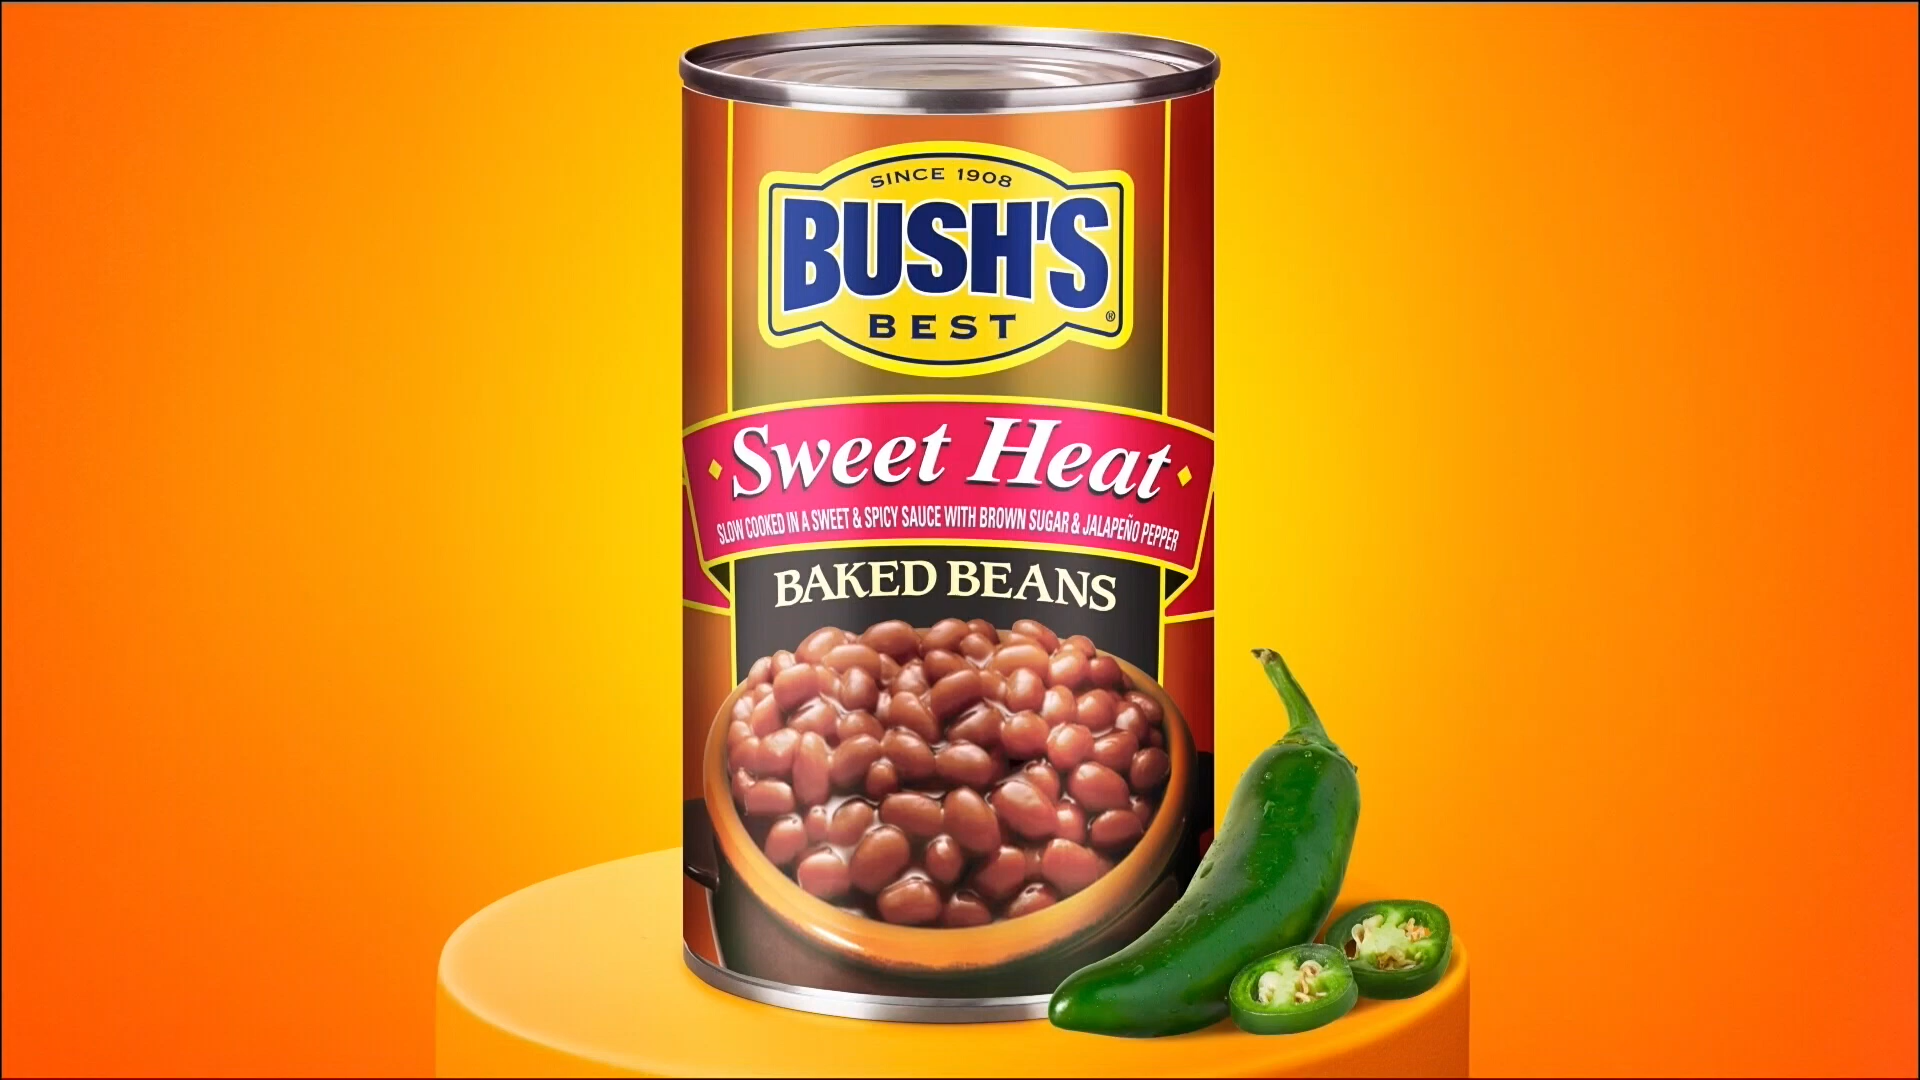 SINCE 1908
BUSH'S
BEST
®
Sweet Heat
SLOW COOKED IN A SWEET & SPICY SAUCE WITH BROWN SUGAR & JALAPEÑO PEPPER
BAKED BEANS